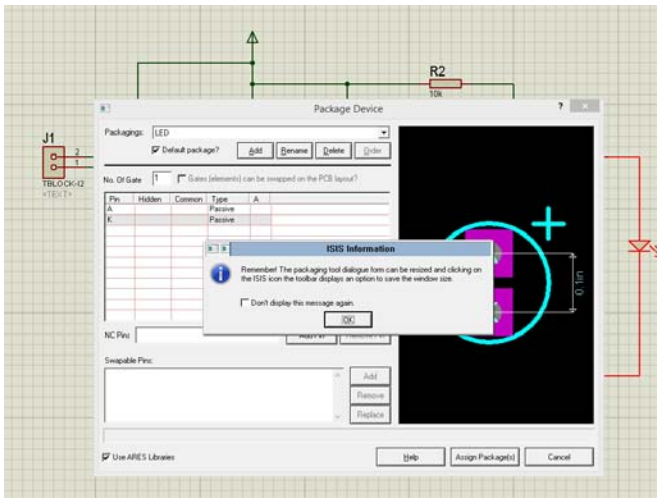 R2
10k
J1
2
1
TBLOCK-I2
<TEXT>
Package Device
?
Packagings: LED
Default package?
Add
Rename
Delete
Order
No. Of Gate 1
Gates (elements) can be swapped on the PCB layout?
Pin Hidden Common Type A
A Passive
K Passive
ISIS Information
Remember! The packaging tool dialogue form can be resized and clicking on
the ISIS icon the toolbar displays an option to save the window size.
Don't display this message again.
OK
0.1in
NC Pins
Swapable Pins:
Add
Remove
Replace
Use ARES Libraries
Help
Assign Package(s)
Cancel